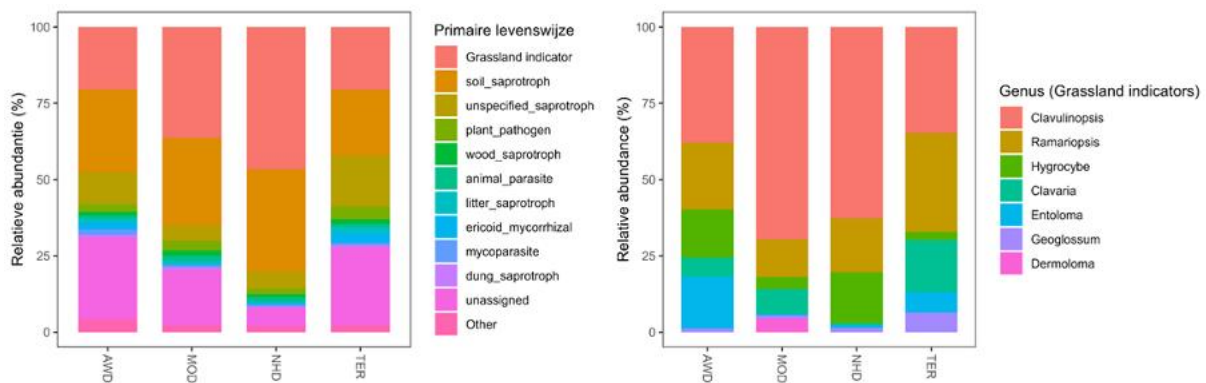 Relatieve abundantie (%)
100
75
50
25
0
AWD
MOD
NHD
TER
Primaire levenswijze
Grassland indicator
soil_saprotroph
unspecified_saprotroph
plant_pathogen
wood_saprotroph
animal_parasite
litter_saprotroph
ericoid_mycorrhizal
mycoparasite
dung_saprotroph
unassigned
Other
Relative abundance (%)
100
75
50
25
0
AWD
MOD
NHD
TER
Genus (Grassland indicators)
Clavulinopsis
Ramariopsis
Hygrocybe
Clavaria
Entoloma
Geoglossum
Dermoloma